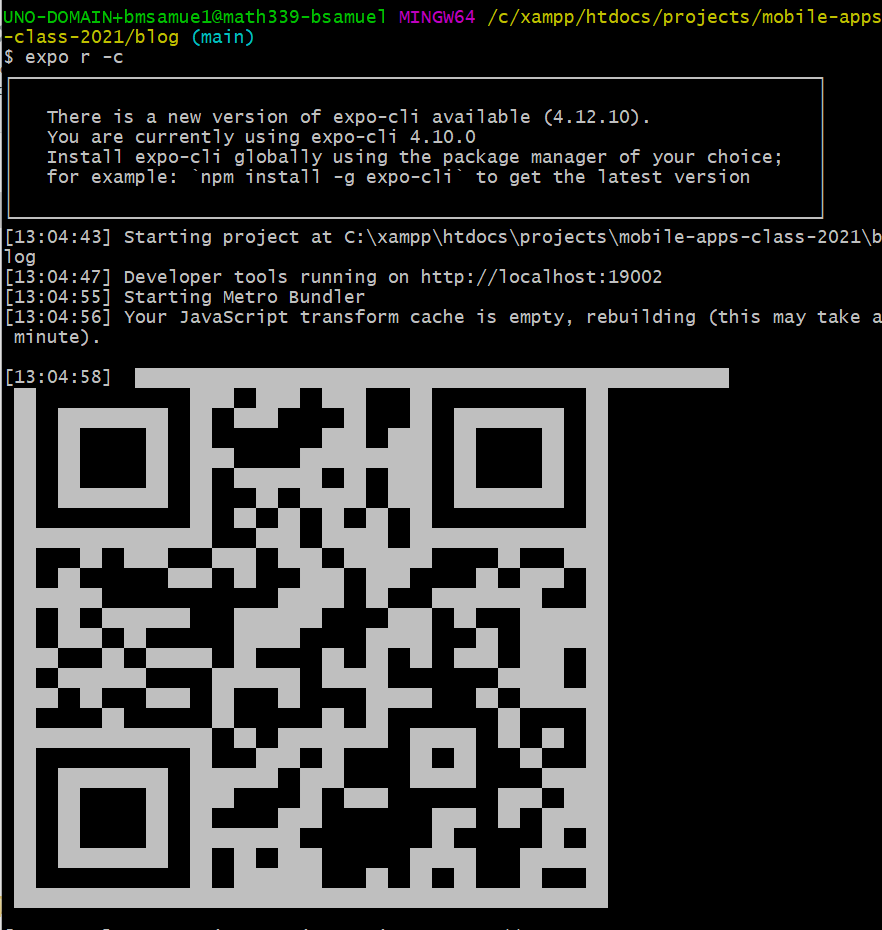 UNO-DOMAIN+bmsamue1@math339-bsamuel MINGW64 /c/xampp/htdocs/projects/mobile-apps
-class-2021/blog (main)
$ expo r -c
There is a new version of expo-cli available (4.12.10).
You are currently using expo-cli 4.10.0
Install expo-cli globally using the package manager of your choice;
for example: `npm install -g expo-cli` to get the latest version
[13:04:43] Starting project at C:\xampp\htdocs\projects\mobile-apps-class-2021\b
log
[13:04:47] Developer tools running on http://localhost:19002
[13:04:55] Starting Metro Bundler
[13:04:56] Your JavaScript transform cache is empty, rebuilding (this may take a
minute).
[13:04:58]